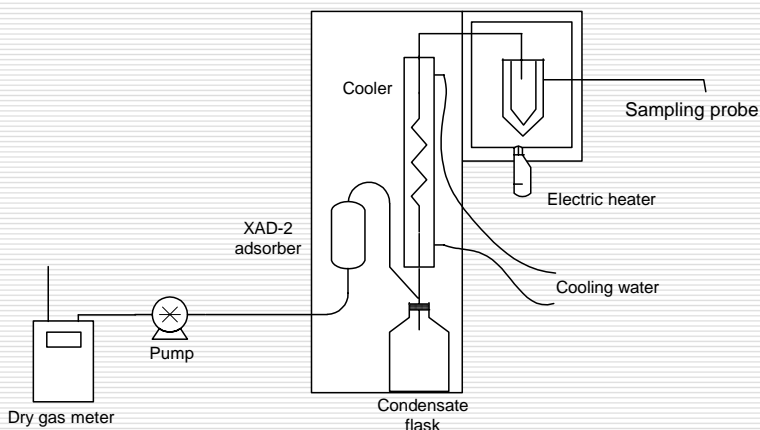 Cooler
Sampling probe
Electric heater
XAD-2
adsorber
Cooling water
Pump
Condensate
flask
Dry gas meter